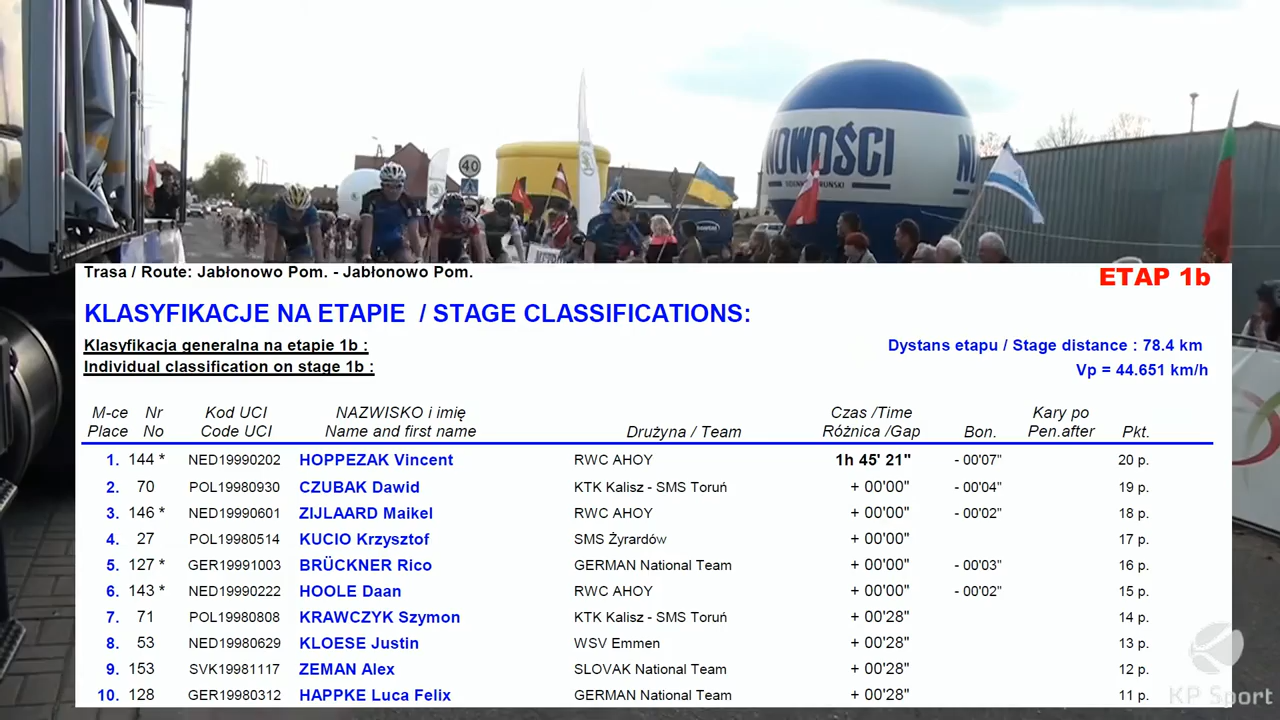 40
NOWOŚCI
NO
Trasa / Route: Jabłonowo Pom. - Jabłonowo Pom.
ETAP 1b
KLASYFIKACJE NA ETAPIE / STAGE CLASSIFICATIONS:
Klasyfikacja generalna na etapie 1b :
Dystans etapu / Stage distance : 78.4 km
Individual classification on stage 1b :
Vp = 44.651 km/h
M-ce Nr Kod UCI NAZWISKO i imię Czas /Time Kary po
Place No Code UCI Name and first name Drużyna / Team Różnica /Gap Bon. Pen.after Pkt.
1. 144 * NED19990202 HOPPEZAK Vincent RWC AHOY 1h 45' 21" - 00'07" 20 p.
2. 70 POL19980930 CZUBAK Dawid KTK Kalisz - SMS Toruń + 00'00" - 00'04" 19 p.
3. 146 * NED19990601 ZIJLAARD Maikel RWC AHOY + 00'00" - 00'02" 18 p.
4. 27 POL19980514 KUCIO Krzysztof SMS Żyrardów + 00'00" 17 p.
5. 127 * GER19991003 BRÜCKNER Rico GERMAN National Team + 00'00" - 00'03" 16 p.
6. 143 * NED19990222 HOOLE Daan RWC AHOY + 00'00" - 00'02" 15 p.
7. 71 POL19980808 KRAWCZYK Szymon KTK Kalisz - SMS Toruń + 00'28" 14 p.
8. 53 NED19980629 KLOESE Justin WSV Emmen + 00'28" 13 p.
9. 153 SVK19981117 ZEMAN Alex SLOVAK National Team + 00'28" 12 p.
10. 128 GER19980312 HAPPKE Luca Felix GERMAN National Team + 00'28" 11 p.
KP Sport